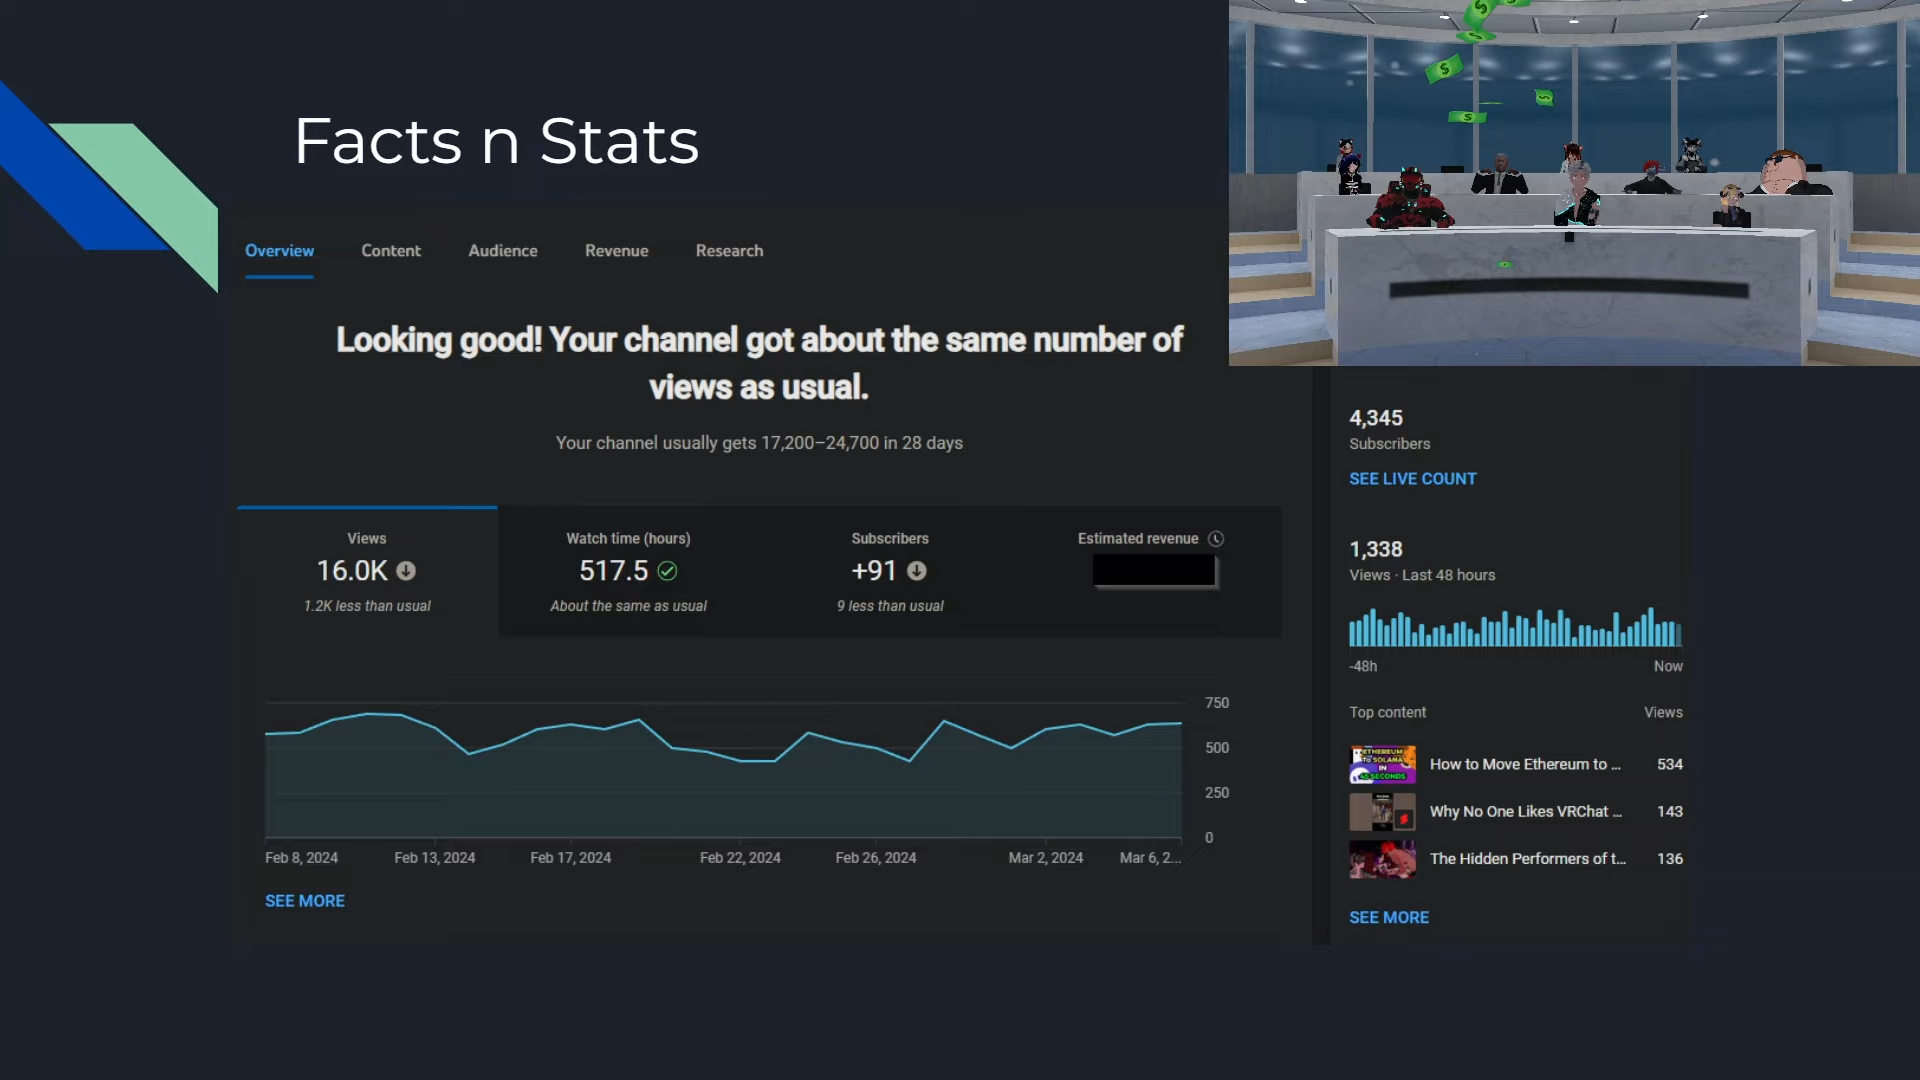 Facts n Stats
Overview Content Audience Revenue Research
Looking good! Your channel got about the same number of
views as usual.
Your channel usually gets 17,200–24,700 in 28 days
Views
16.0K
1.2K less than usual
Watch time (hours)
517.5
About the same as usual
Subscribers
+91
9 less than usual
Estimated revenue
750
500
250
0
Feb 8, 2024 Feb 13, 2024 Feb 17, 2024 Feb 22, 2024 Feb 26, 2024 Mar 2, 2024 Mar 6, 2...
SEE MORE
4,345
Subscribers
SEE LIVE COUNT
1,338
Views · Last 48 hours
-48h Now
Top content Views
ETHEREUM
To SOLANA
IN
45 SECONDS
How to Move Ethereum to ... 534
Why No One Likes VRChat ... 143
The Hidden Performers of t... 136
SEE MORE